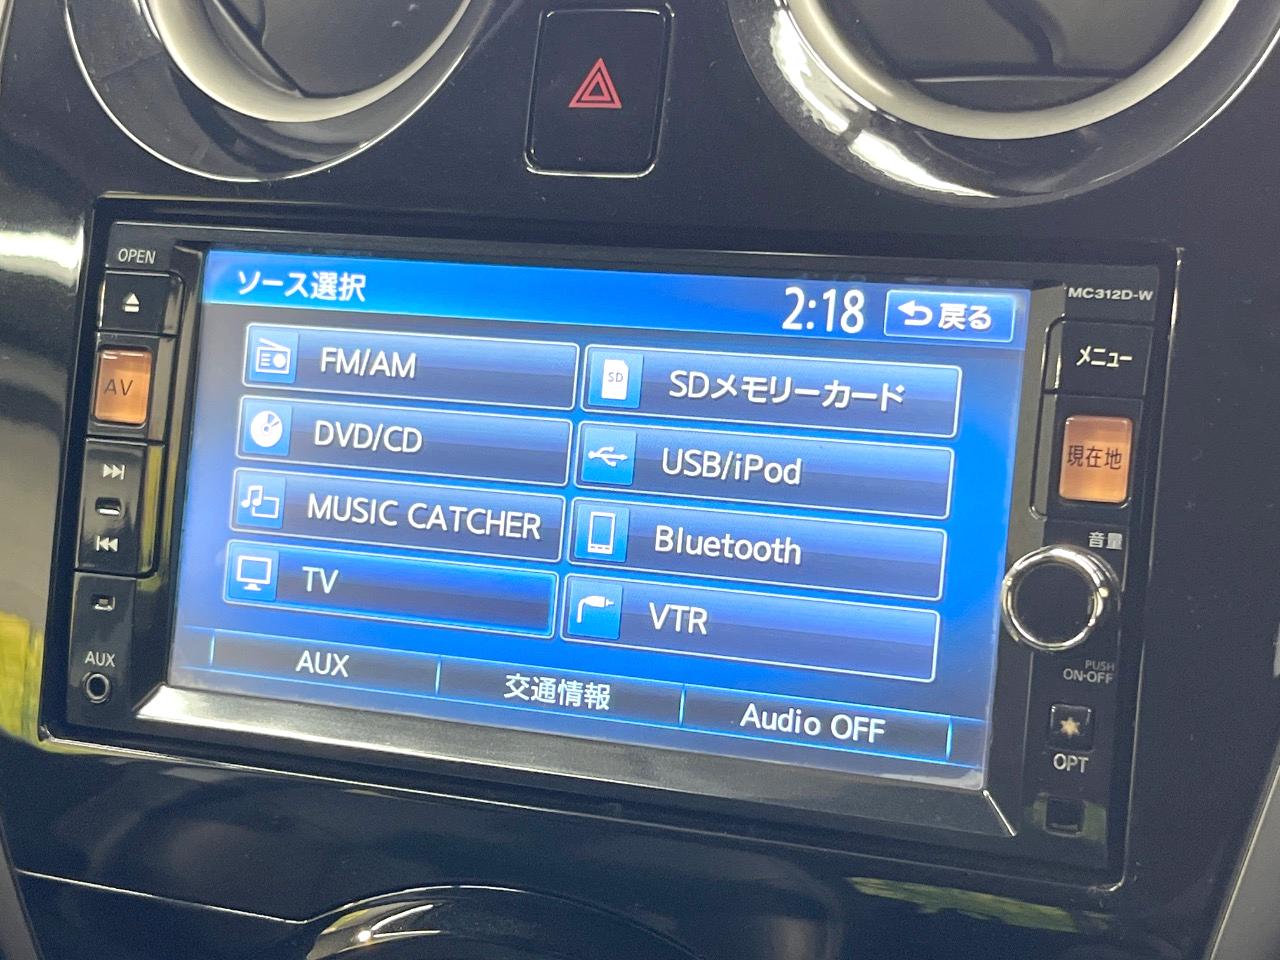 OPEN
MC312D-W
ソース選択
2:18
戻る
メニュー
AV
現在地
FM/AM
SD
SDメモリーカード
DVD/CD
USB/iPod
MUSIC CATCHER
Bluetooth
TV
VTR
音量
PUSH
ON・OFF
AUX
AUX
交通情報
Audio OFF
OPT